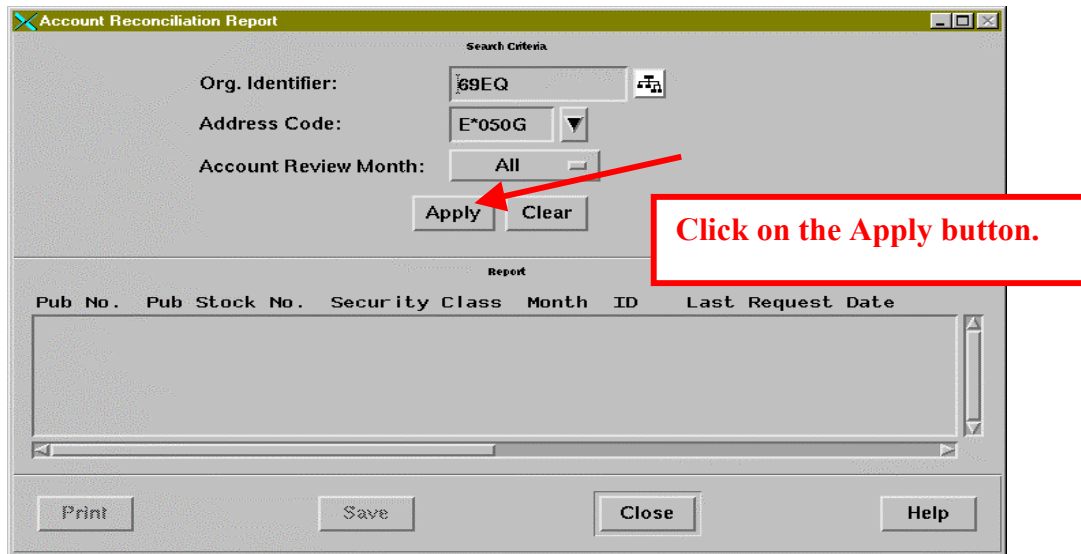 Account Reconciliation Report
Search Criteria
Org. Identifier: 69EQ
Address Code: E*050G
Account Review Month: All
Apply Clear
Click on the Apply button.
Report
Pub No. Pub Stock No. Security Class Month ID Last Request Date
Print Save Close Help